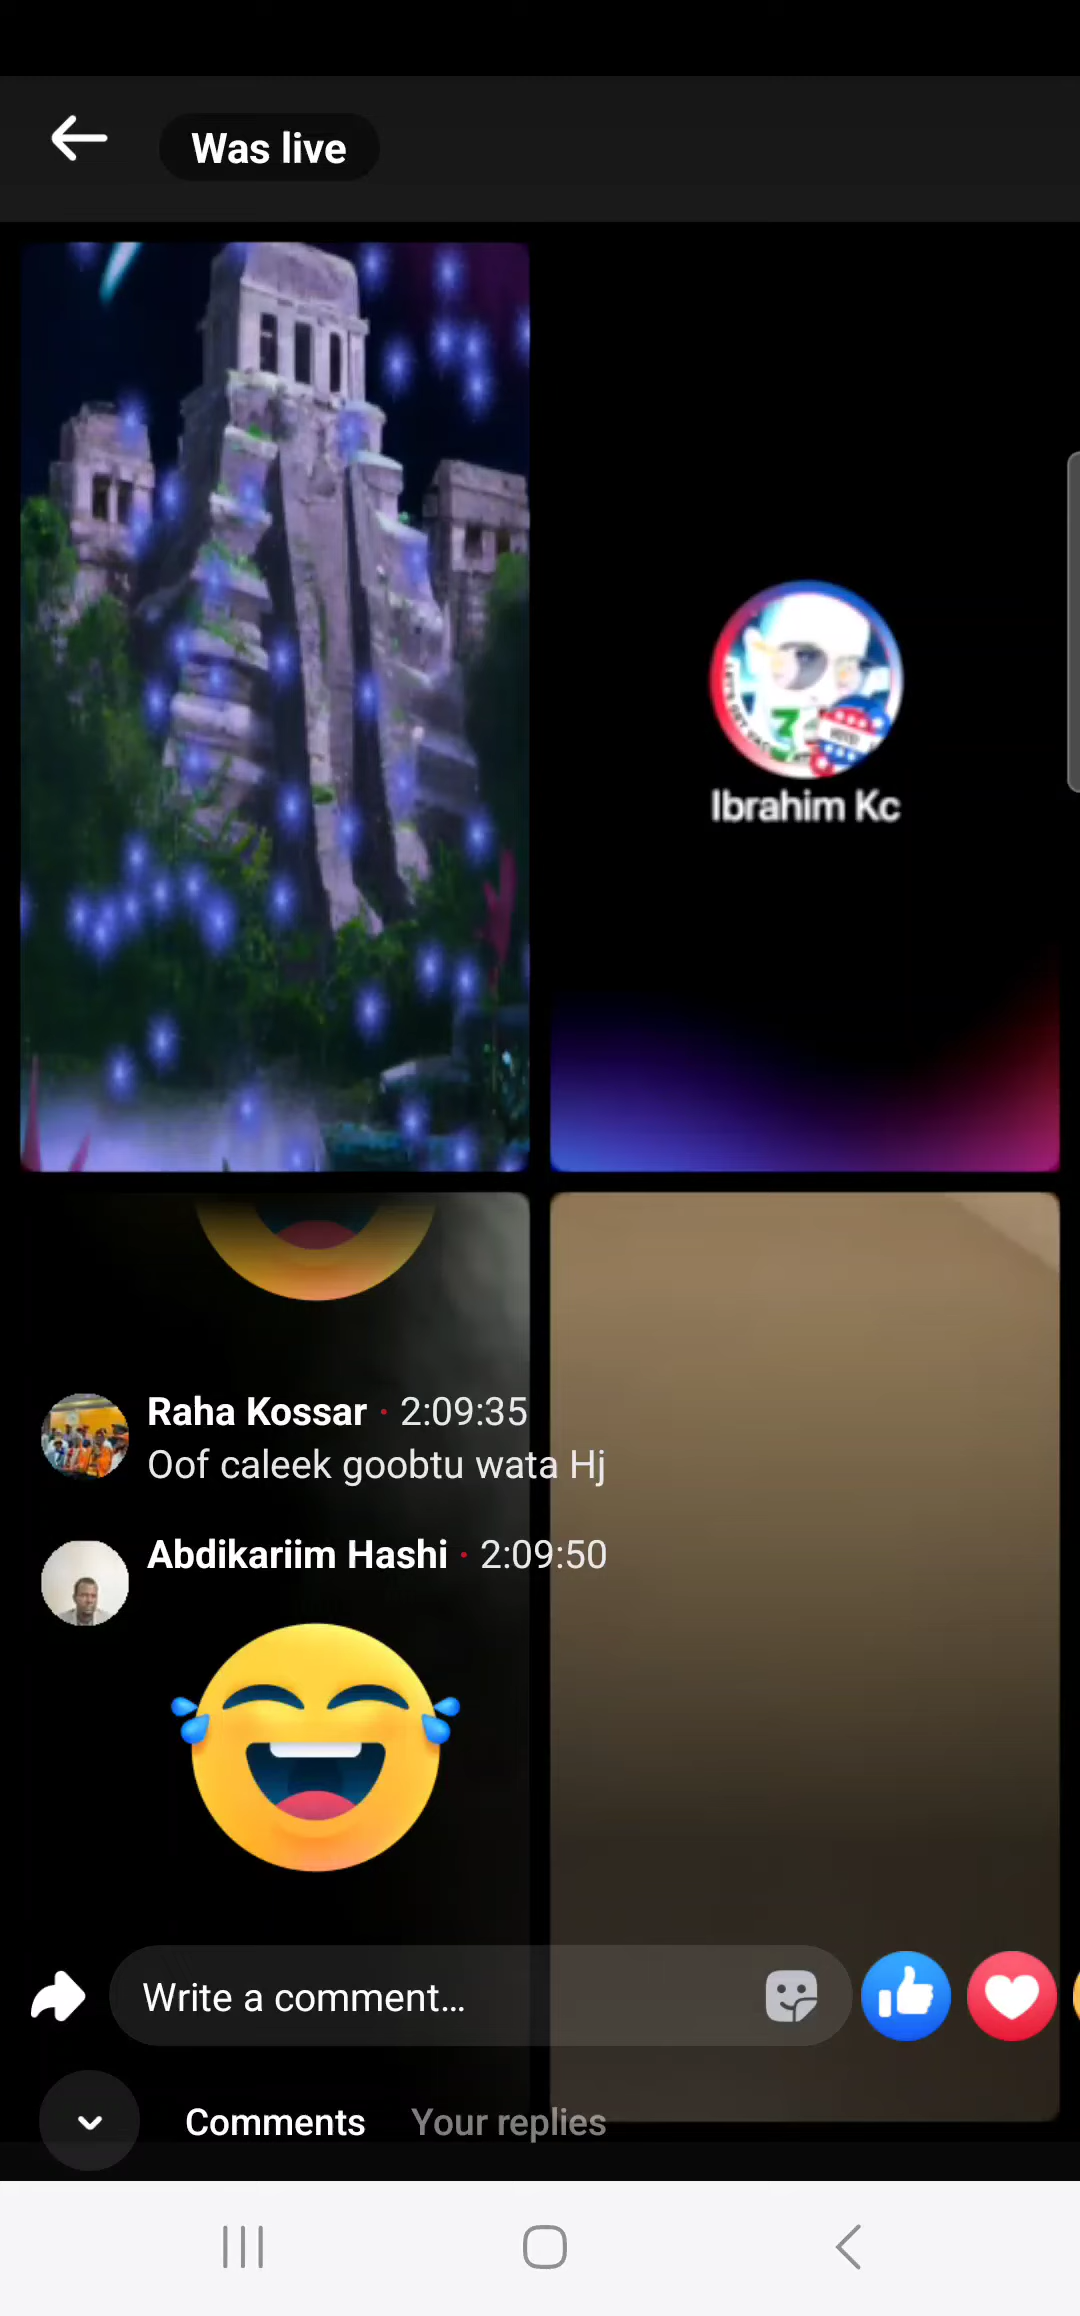 Was live
Ibrahim Kc
Raha Kossar · 2:09:35
Oof caleek goobtu wata Hj
Abdikariim Hashi · 2:09:50
Write a comment...
Comments
Your replies